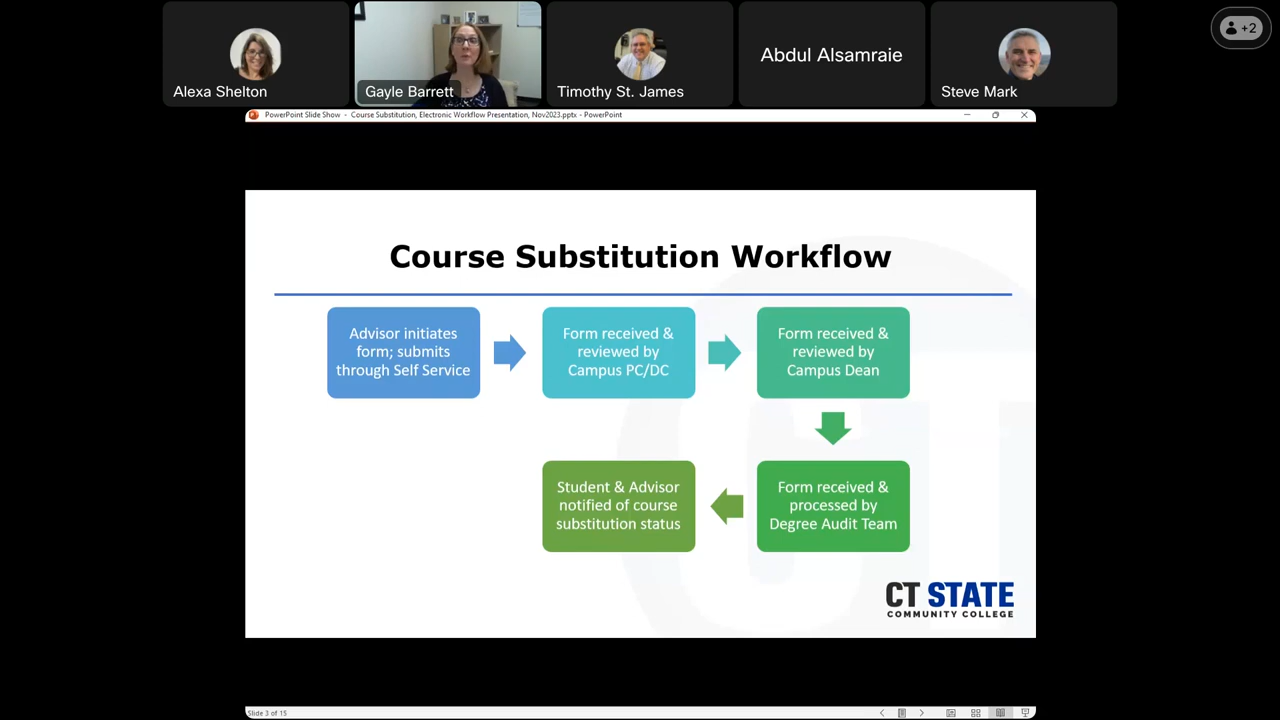 Alexa Shelton
Gayle Barrett
Timothy St. James
Abdul Alsamraie
Steve Mark
+2
PowerPoint Slide Show - Course Substitution, Electronic Workflow Presentation, Nov2023.pptx - PowerPoint
Course Substitution Workflow
Advisor initiates
form; submits
through Self Service
Form received &
reviewed by
Campus PC/DC
Form received &
reviewed by
Campus Dean
Form received &
processed by
Degree Audit Team
Student & Advisor
notified of course
substitution status
CT STATE
COMMUNITY COLLEGE
Slide 3 of 15